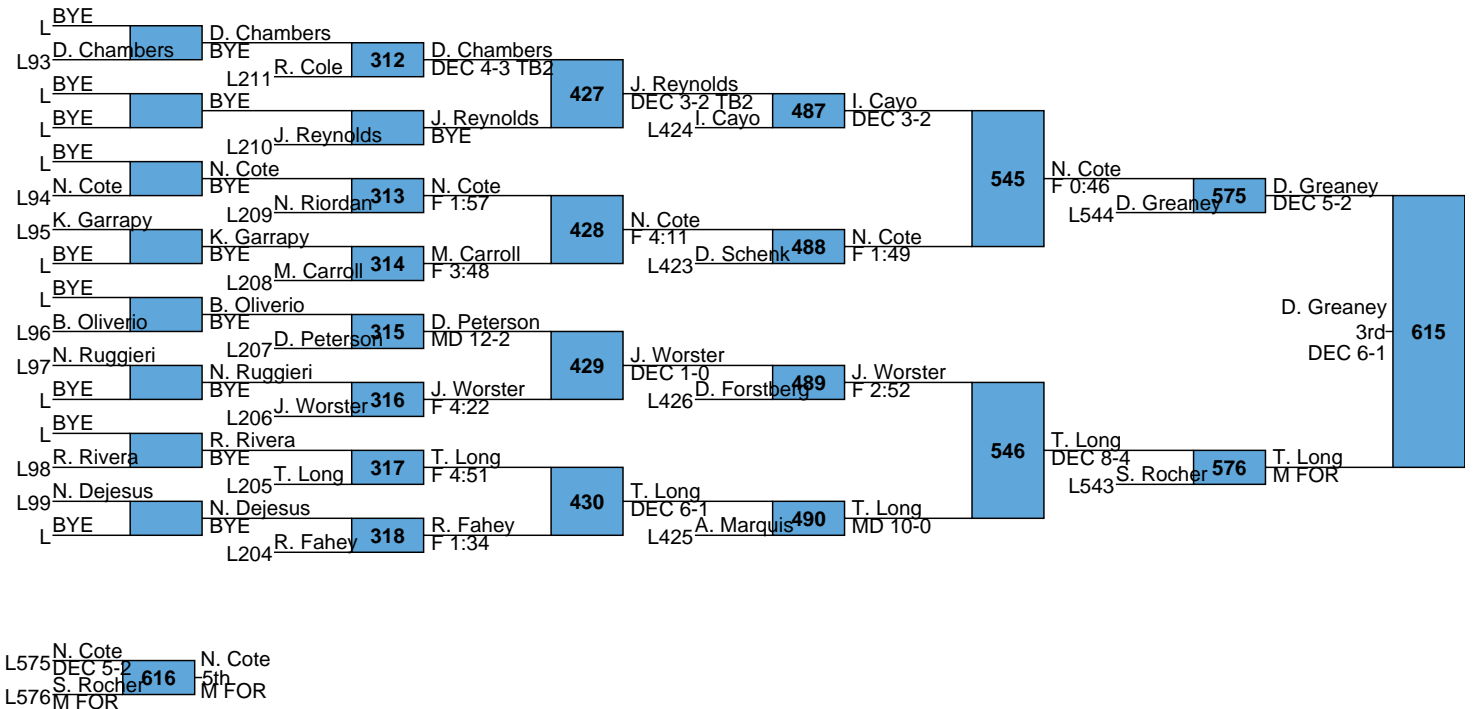 BYE
L
D. Chambers
L93
D. Chambers
BYE
R. Cole
L211
312
D. Chambers
DEC 4-3 TB2
BYE
L
BYE
L
BYE
J. Reynolds
L210
J. Reynolds
BYE
427
J. Reynolds
DEC 3-2 TB2
I. Cayo
L424
487
I. Cayo
DEC 3-2
BYE
L
N. Cote
L94
N. Cote
BYE
N. Riordan
L209
313
N. Cote
F 1:57
K. Garrapy
L95
BYE
L
K. Garrapy
BYE
M. Carroll
L208
314
M. Carroll
F 3:48
428
N. Cote
F 4:11
D. Schenk
L423
488
N. Cote
F 1:49
545
N. Cote
F 0:46
D. Greaney
L544
575
D. Greaney
DEC 5-2
BYE
L
B. Oliverio
L96
B. Oliverio
BYE
D. Peterson
L207
315
D. Peterson
MD 12-2
N. Ruggieri
L97
BYE
L
N. Ruggieri
BYE
J. Worster
L206
316
J. Worster
F 4:22
429
J. Worster
DEC 1-0
D. Forstberg
L426
489
J. Worster
F 2:52
BYE
L
R. Rivera
L98
R. Rivera
BYE
T. Long
L205
317
T. Long
F 4:51
N. Dejesus
L99
BYE
L
N. Dejesus
BYE
R. Fahey
L204
318
R. Fahey
F 1:34
430
T. Long
DEC 6-1
A. Marquis
L425
490
T. Long
MD 10-0
546
T. Long
DEC 8-4
S. Rocher
L543
576
T. Long
M FOR
D. Greaney
3rd
DEC 6-1
615
L575
N. Cote
DEC 5-2
L576
S. Rocher
M FOR
616
N. Cote
5th
M FOR